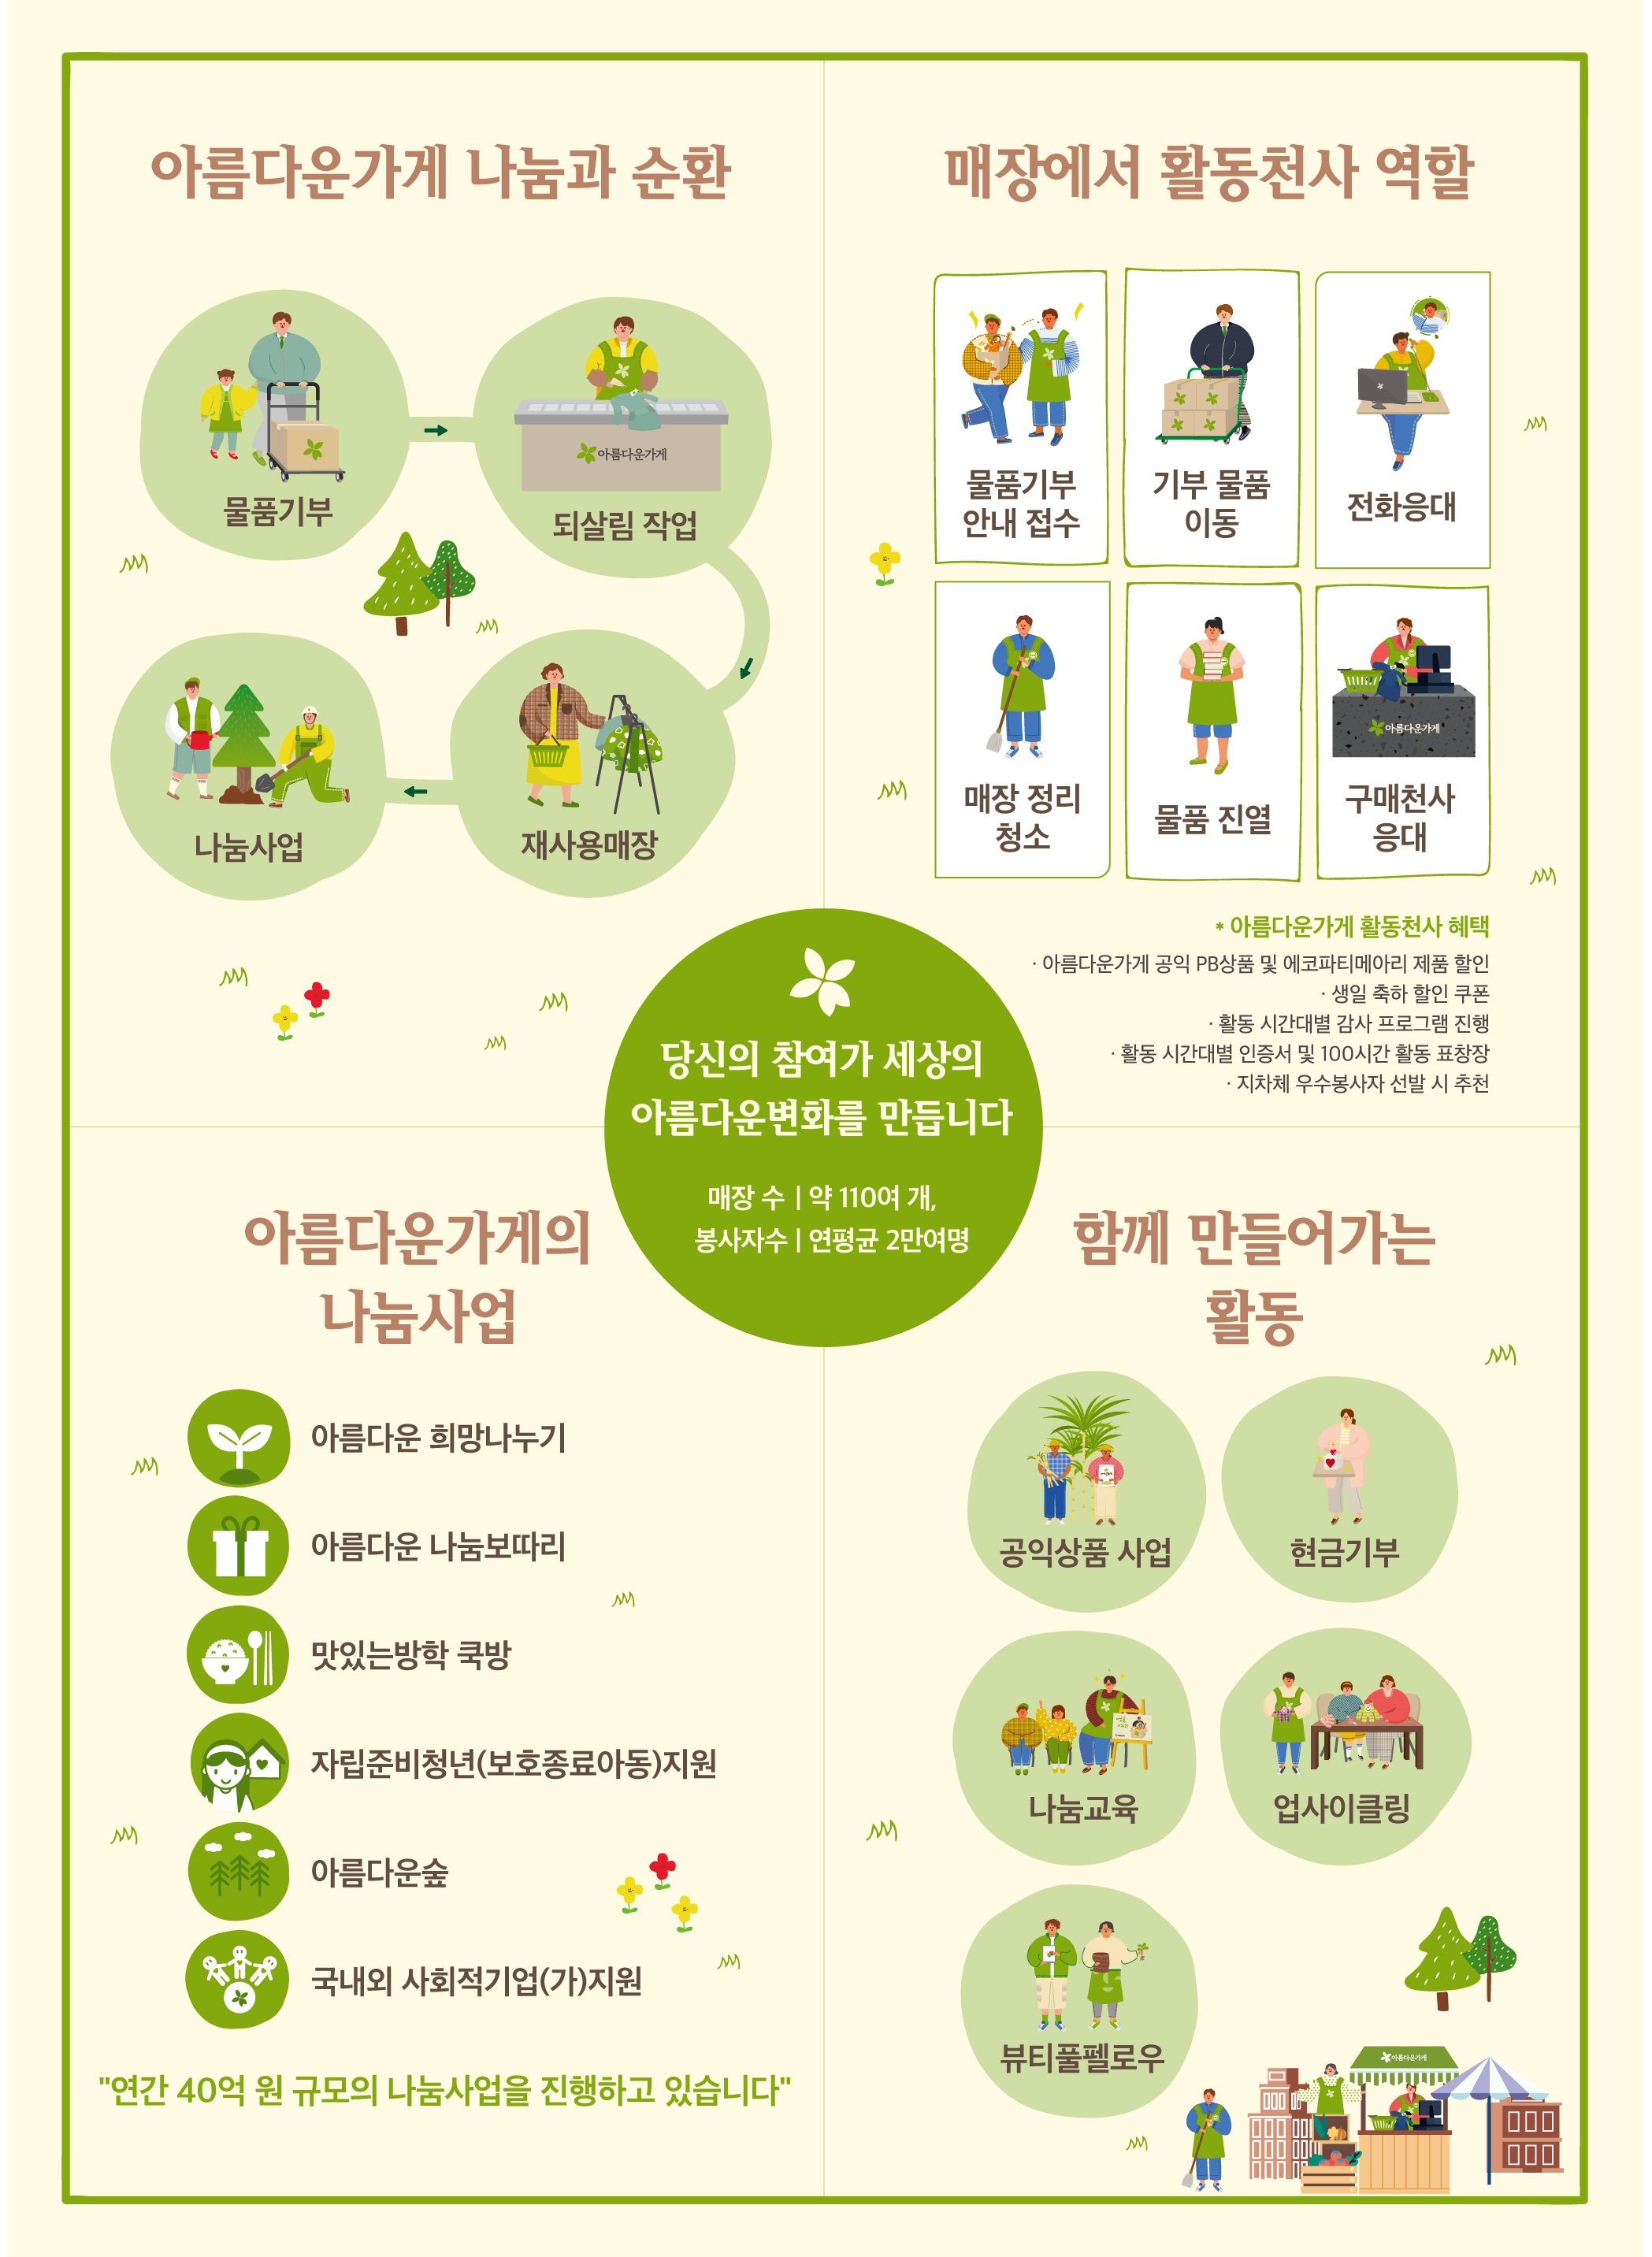 아름다운가게 나눔과 순환
물품기부
아름다운가게
되살림 작업
재사용매장
나눔사업
매장에서 활동천사 역할
물품기부
안내 접수
기부 물품
이동
전화응대
매장 정리
청소
물품 진열
아름다운가게
구매천사
응대
* 아름다운가게 활동천사 혜택
· 아름다운가게 공익 PB상품 및 에코파티메아리 제품 할인
· 생일 축하 할인 쿠폰
· 활동 시간대별 감사 프로그램 진행
· 활동 시간대별 인증서 및 100시간 활동 표창장
· 지차체 우수봉사자 선발 시 추천
당신의 참여가 세상의
아름다운변화를 만듭니다
매장 수 | 약 110여 개,
봉사자수 | 연평균 2만여명
아름다운가게의
나눔사업
아름다운 희망나누기
아름다운 나눔보따리
맛있는방학 쿡방
자립준비청년(보호종료아동)지원
아름다운숲
국내외 사회적기업(가)지원
"연간 40억 원 규모의 나눔사업을 진행하고 있습니다"
함께 만들어가는
활동
공익상품 사업
현금기부
나눔교육
업사이클링
뷰티풀펠로우
아름다운가게